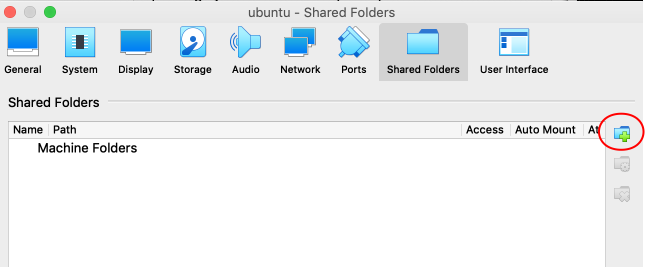 ubuntu - Shared Folders
General System Display Storage Audio Network Ports Shared Folders User Interface
Shared Folders
Name Path Access Auto Mount At
Machine Folders